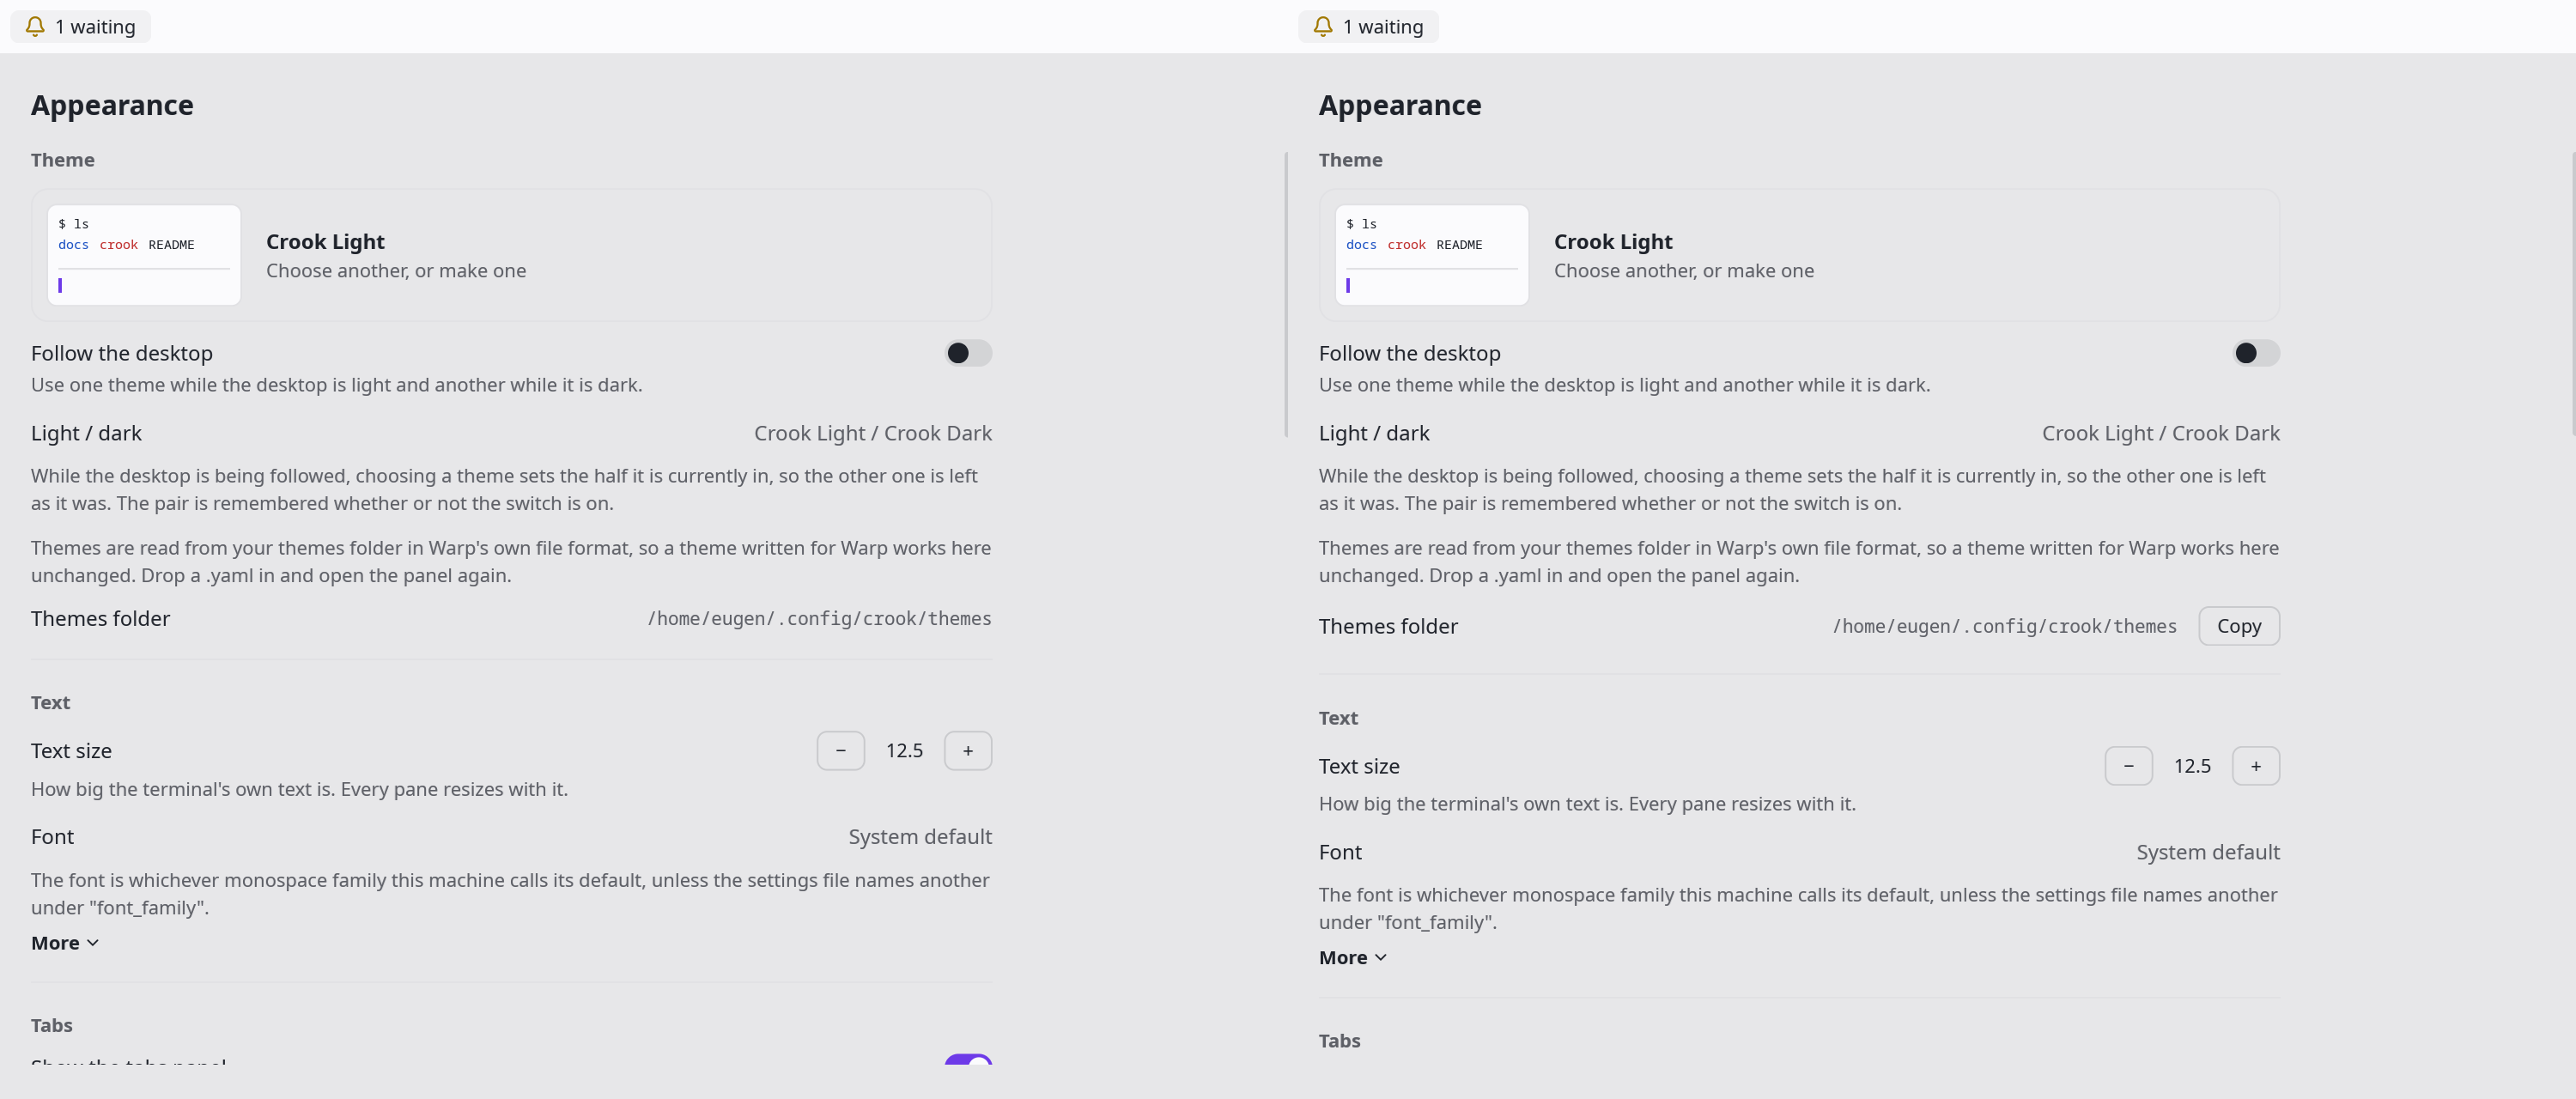 1 waiting
Appearance
Theme
$ ls
docs crook README
Crook Light
Choose another, or make one
Follow the desktop
Use one theme while the desktop is light and another while it is dark.
Light / dark
Crook Light / Crook Dark
While the desktop is being followed, choosing a theme sets the half it is currently in, so the other one is left
as it was. The pair is remembered whether or not the switch is on.
Themes are read from your themes folder in Warp's own file format, so a theme written for Warp works here
unchanged. Drop a .yaml in and open the panel again.
Themes folder
/home/eugen/.config/crook/themes
Text
Text size
− 12.5 +
How big the terminal's own text is. Every pane resizes with it.
Font
System default
The font is whichever monospace family this machine calls its default, unless the settings file names another
under "font_family".
More
Tabs
Show the tabs panel
1 waiting
Appearance
Theme
$ ls
docs crook README
Crook Light
Choose another, or make one
Follow the desktop
Use one theme while the desktop is light and another while it is dark.
Light / dark
Crook Light / Crook Dark
While the desktop is being followed, choosing a theme sets the half it is currently in, so the other one is left
as it was. The pair is remembered whether or not the switch is on.
Themes are read from your themes folder in Warp's own file format, so a theme written for Warp works here
unchanged. Drop a .yaml in and open the panel again.
Themes folder
/home/eugen/.config/crook/themes
Copy
Text
Text size
− 12.5 +
How big the terminal's own text is. Every pane resizes with it.
Font
System default
The font is whichever monospace family this machine calls its default, unless the settings file names another
under "font_family".
More
Tabs